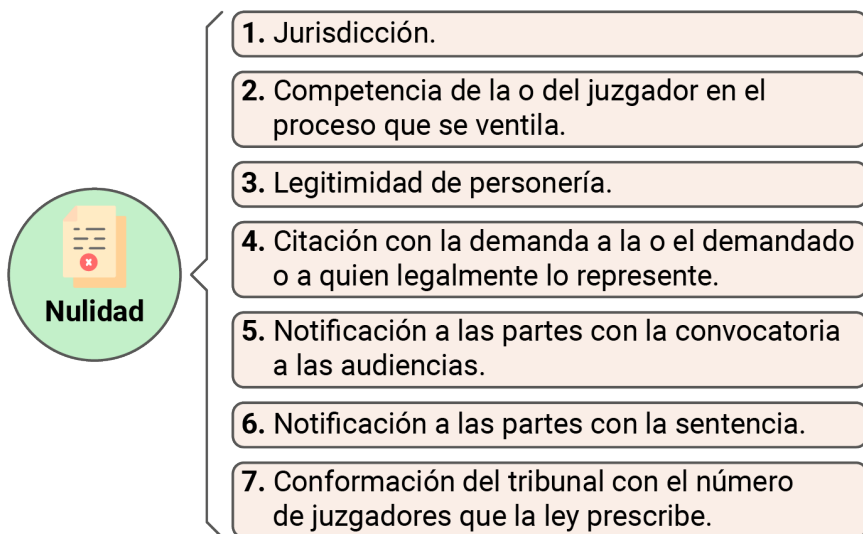 1. Jurisdicción.
2. Competencia de la o del juzgador en el
proceso que se ventila.
3. Legitimidad de personería.
4. Citación con la demanda a la o el demandado
o a quien legalmente lo represente.
Nulidad
5. Notificación a las partes con la convocatoria
a las audiencias.
6. Notificación a las partes con la sentencia.
7. Conformación del tribunal con el número
de juzgadores que la ley prescribe.